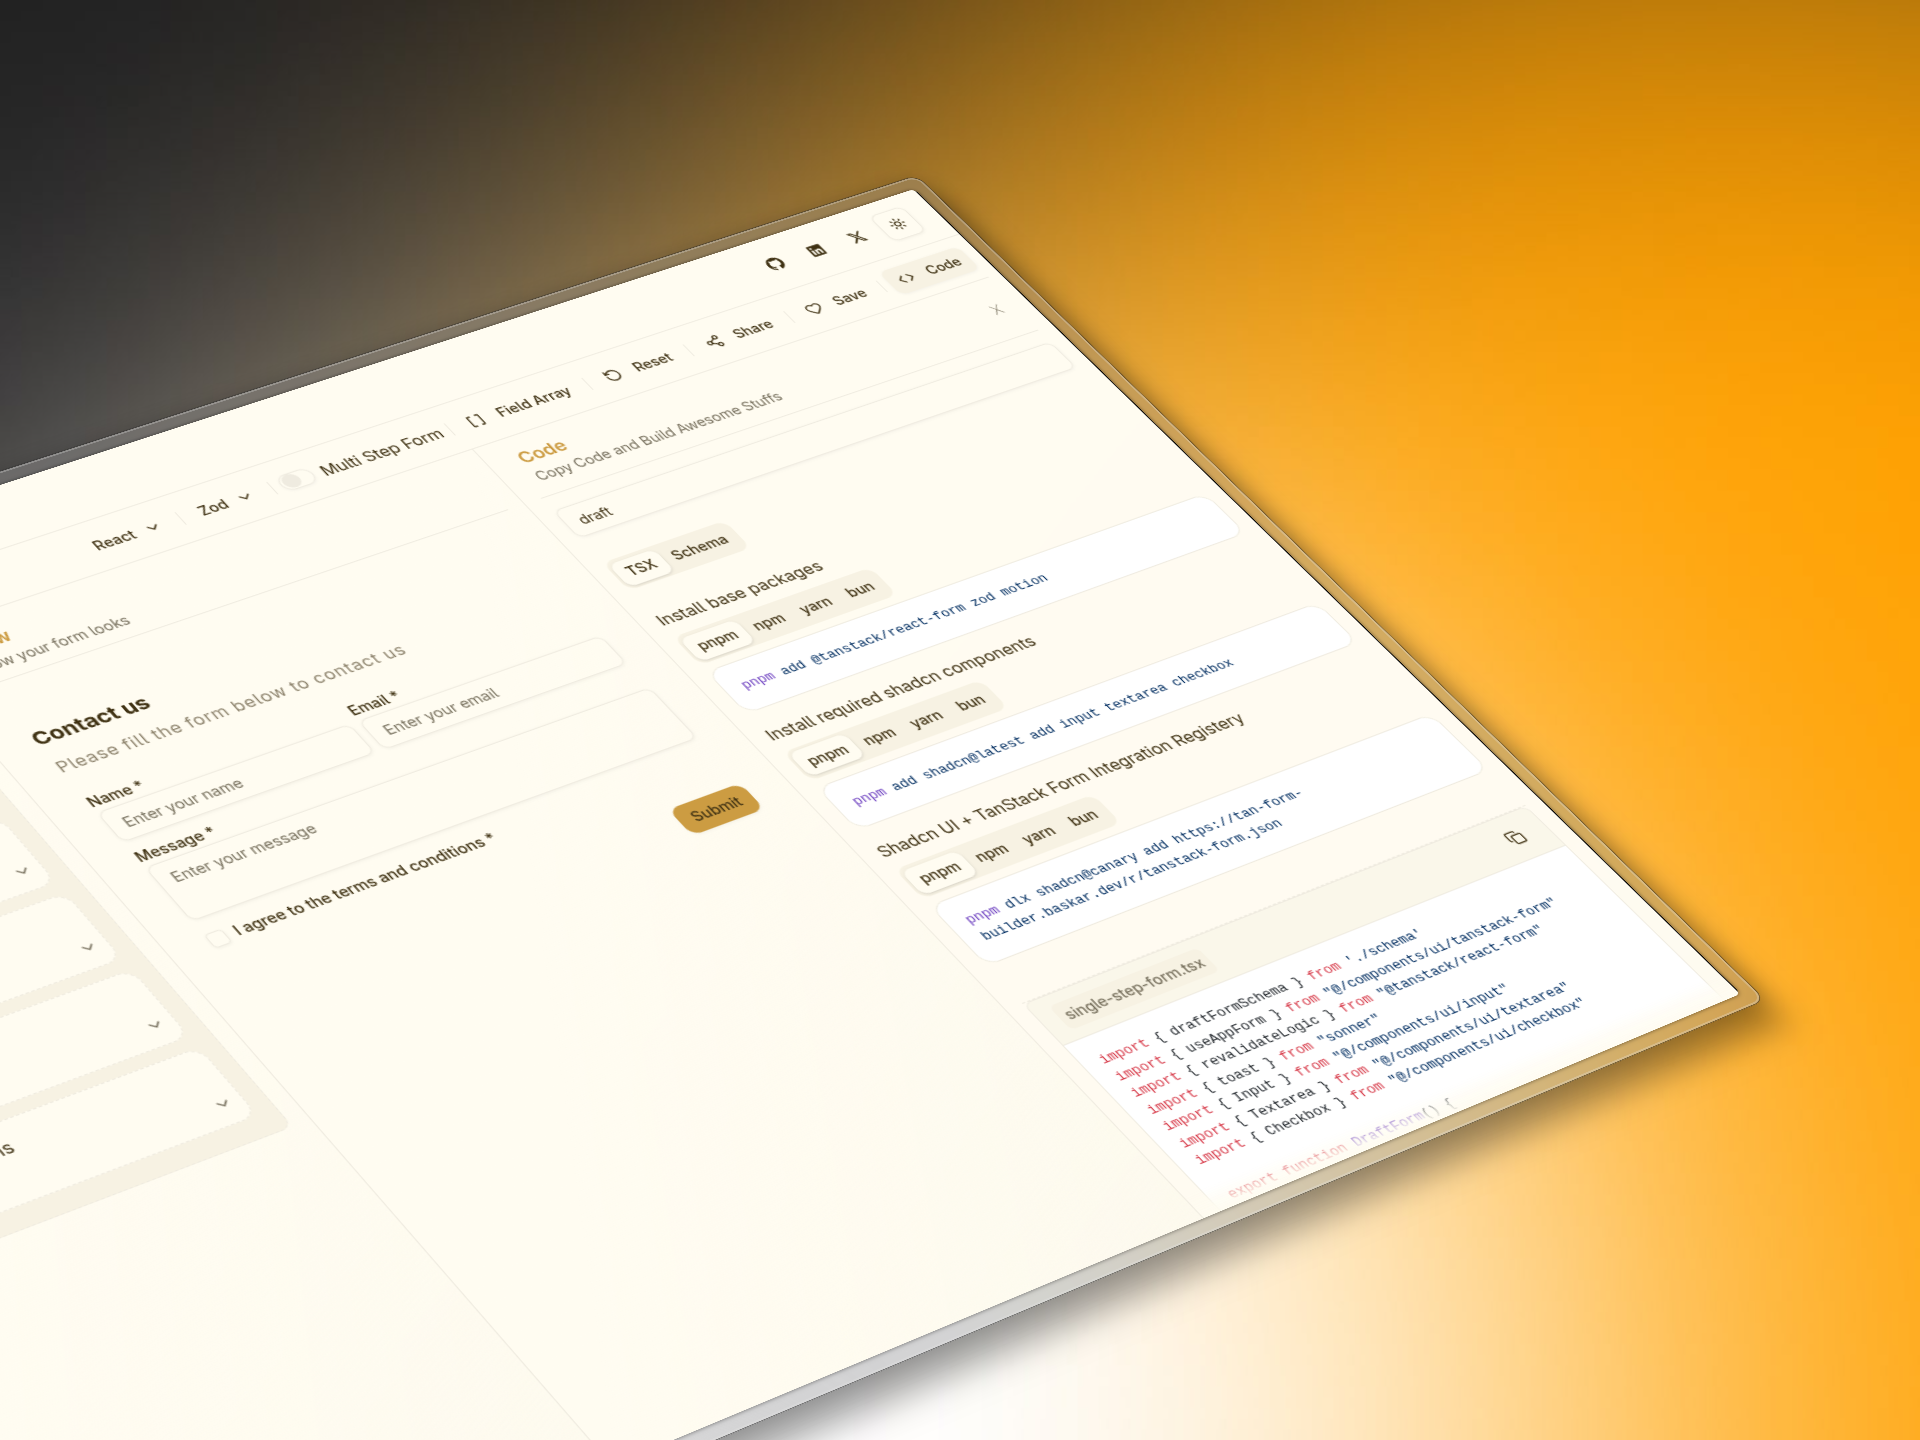 React
Zod
Multi Step Form
Field Array
Reset
Share
Save
Code
w
ow your form looks
Contact us
Please fill the form below to contact us
Name *
Enter your name
Email *
Enter your email
Message *
Enter your message
I agree to the terms and conditions *
Submit
Code
Copy Code and Build Awesome Stuffs
draft
TSX Schema
Install base packages
pnpm npm yarn bun
pnpm add @tanstack/react-form zod motion
Install required shadcn components
pnpm npm yarn bun
pnpm add shadcn@latest add input textarea checkbox
Shadcn UI + TanStack Form Integration Registery
pnpm npm yarn bun
pnpm dlx shadcn@canary add https://tan-form-
builder.baskar.dev/r/tanstack-form.json
single-step-form.tsx
import { draftFormSchema } from './schema'
import { useAppForm } from "@/components/ui/tanstack-form"
import { revalidateLogic } from "@tanstack/react-form"
import { toast } from "sonner"
import { Input } from "@/components/ui/input"
import { Textarea } from "@/components/ui/textarea"
import { Checkbox } from "@/components/ui/checkbox"
export function DraftForm() {